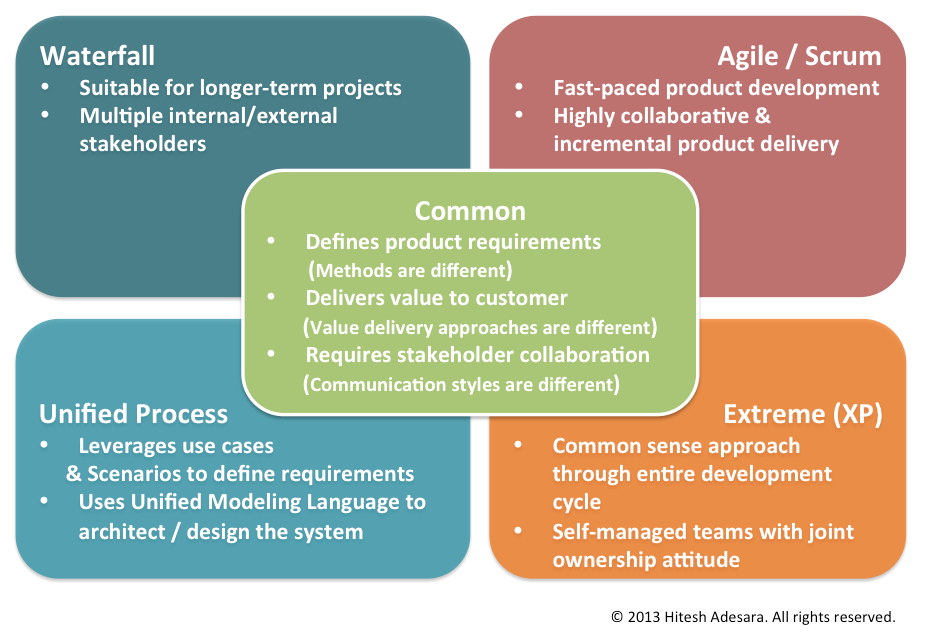 Waterfall
• Suitable for longer-term projects
• Multiple internal/external
stakeholders
Agile / Scrum
• Fast-paced product development
• Highly collaborative &
incremental product delivery
Common
• Defines product requirements
(Methods are different)
• Delivers value to customer
(Value delivery approaches are different)
• Requires stakeholder collaboration
(Communication styles are different)
Unified Process
• Leverages use cases
& Scenarios to define requirements
• Uses Unified Modeling Language to
architect / design the system
Extreme (XP)
• Common sense approach
through entire development
cycle
• Self-managed teams with joint
ownership attitude
© 2013 Hitesh Adesara. All rights reserved.